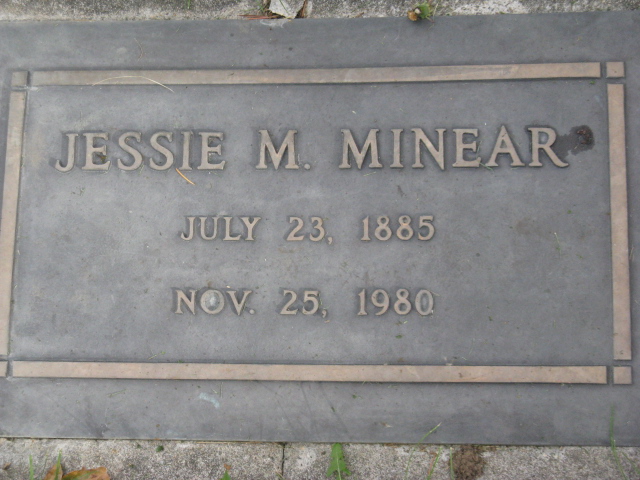 JESSIE M. MINEAR
JULY 23, 1885
NOV. 25, 1980